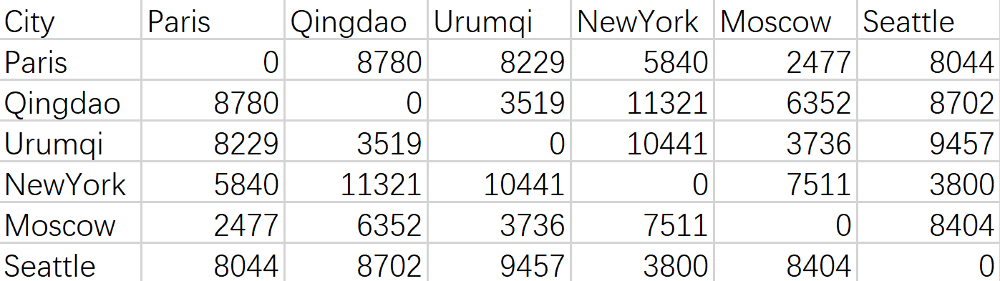 City Paris Qingdao Urumqi NewYork Moscow Seattle
Paris 0 8780 8229 5840 2477 8044
Qingdao 8780 0 3519 11321 6352 8702
Urumqi 8229 3519 0 10441 3736 9457
NewYork 5840 11321 10441 0 7511 3800
Moscow 2477 6352 3736 7511 0 8404
Seattle 8044 8702 9457 3800 8404 0